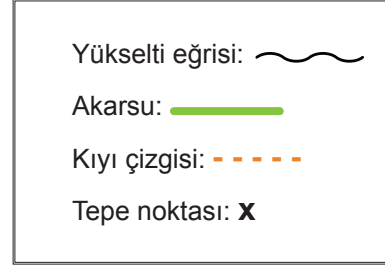 Yükselti eğrisi:
Akarsu:
Kıyı çizgisi:
Tepe noktası: x